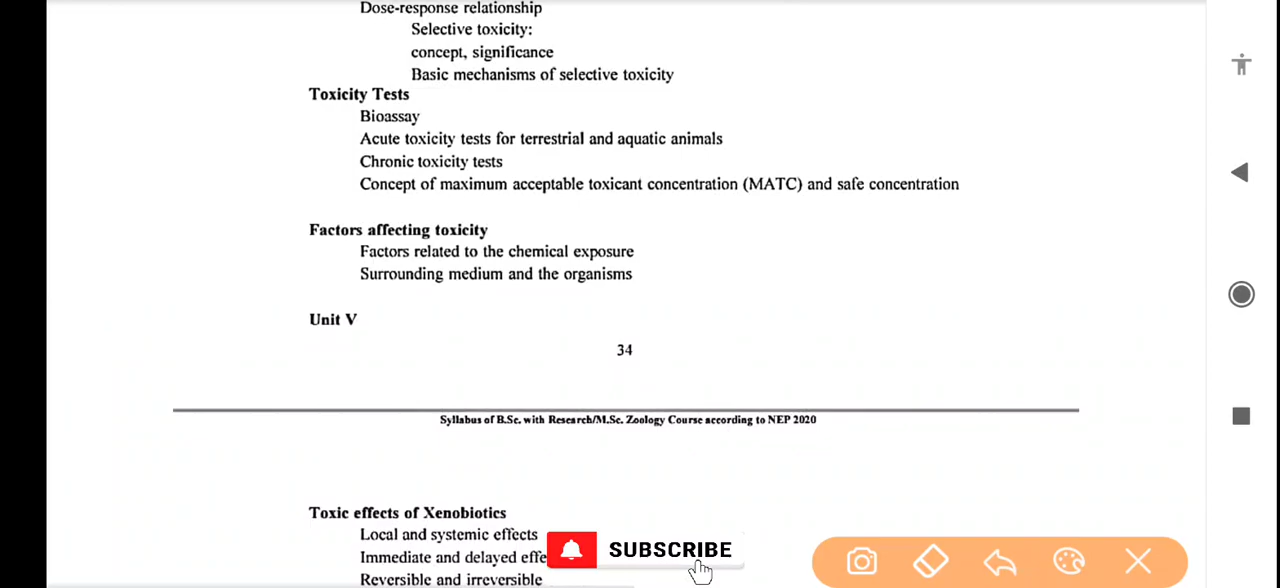 Dose-response relationship
Selective toxicity:
concept, significance
Basic mechanisms of selective toxicity
Toxicity Tests
Bioassay
Acute toxicity tests for terrestrial and aquatic animals
Chronic toxicity tests
Concept of maximum acceptable toxicant concentration (MATC) and safe concentration
Factors affecting toxicity
Factors related to the chemical exposure
Surrounding medium and the organisms
Unit V
34
Syllabus of B.Sc. with Research/M.Sc. Zoology Course according to NEP 2020
Toxic effects of Xenobiotics
Local and systemic effects
Immediate and delayed effe
SUBSCRIBE
Reversible and irreversible